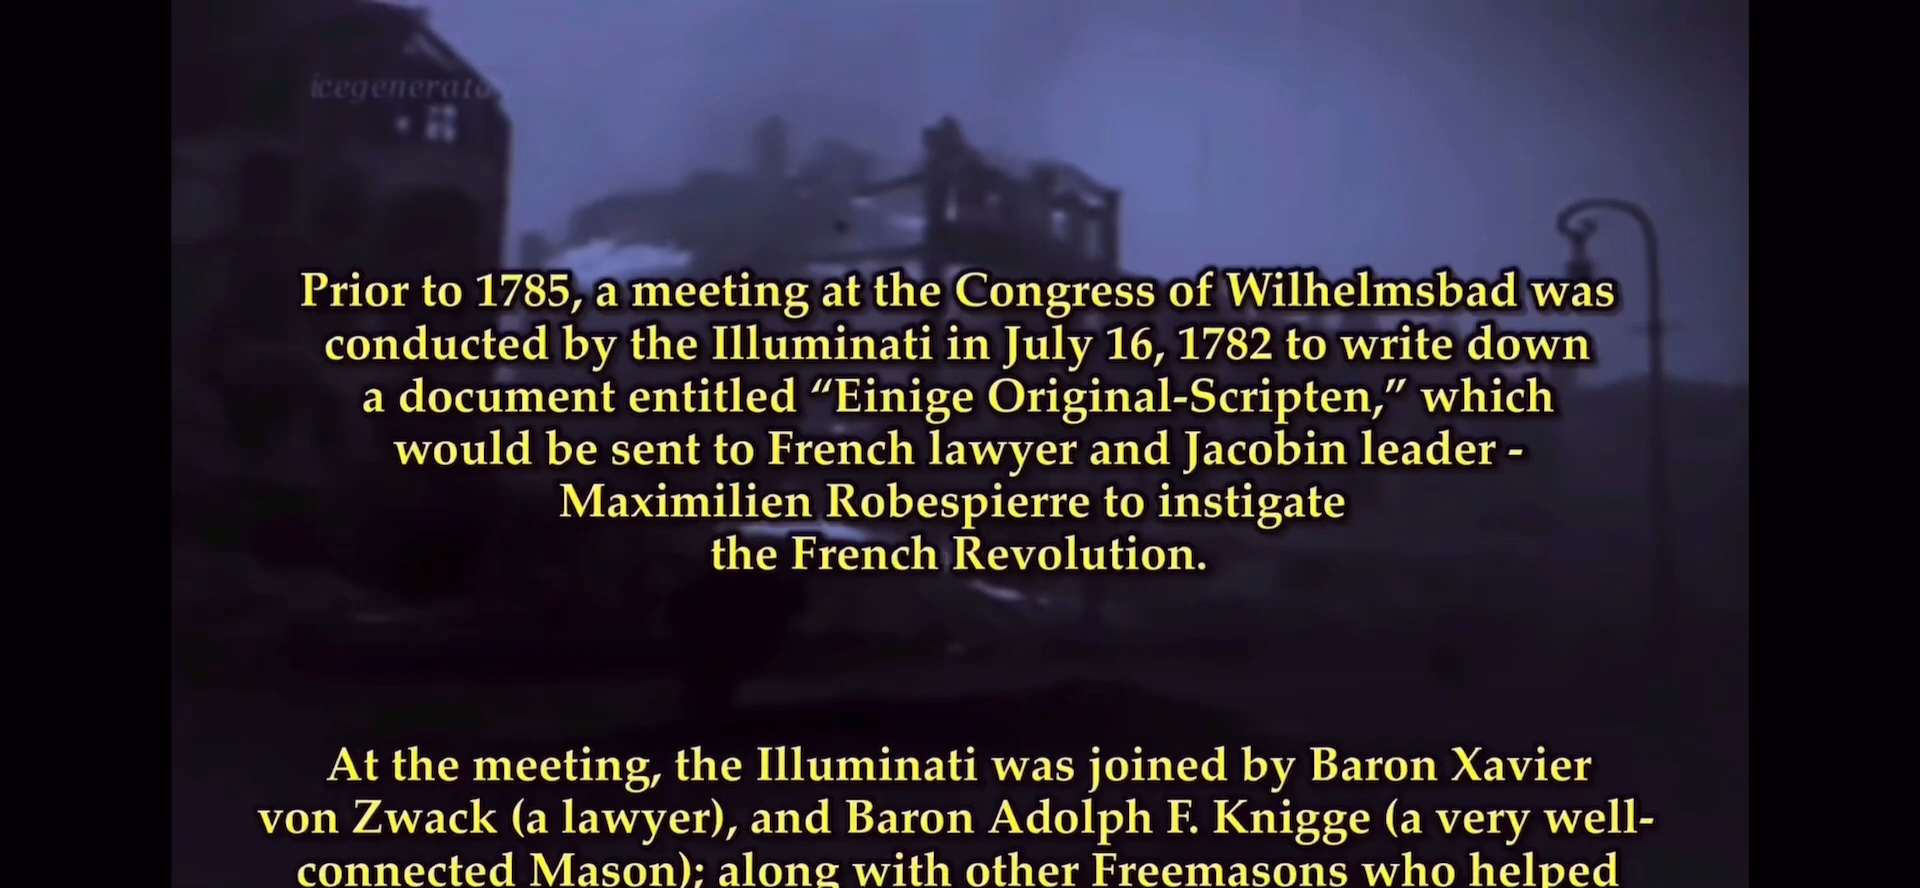 icegenerato
Prior to 1785, a meeting at the Congress of Wilhelmsbad was
conducted by the Illuminati in July 16, 1782 to write down
a document entitled “Einige Original-Scripten,” which
would be sent to French lawyer and Jacobin leader -
Maximilien Robespierre to instigate
the French Revolution.
At the meeting, the Illuminati was joined by Baron Xavier
von Zwack (a lawyer), and Baron Adolph F. Knigge (a very well-
connected Mason); along with other Freemasons who helped